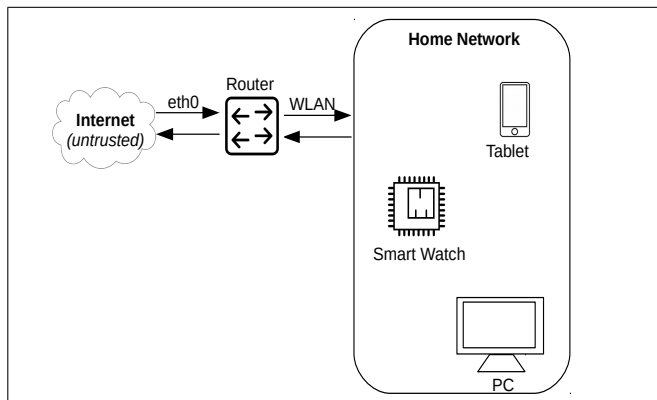 Home Network
Router
eth0
WLAN
Internet
(untrusted)
Tablet
Smart Watch
PC